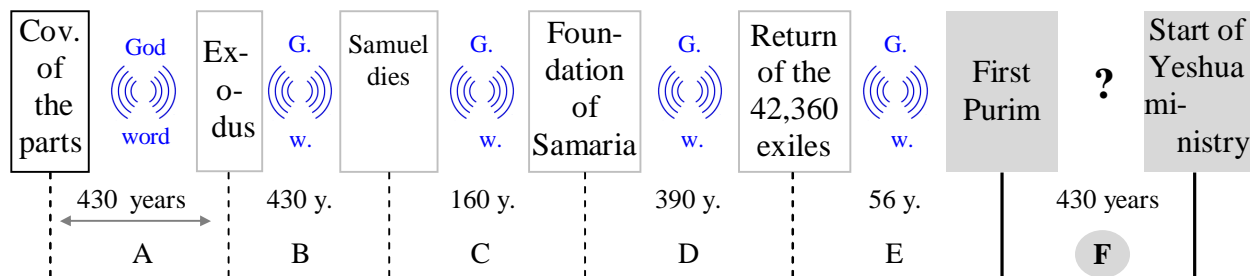 Cov.
of
the
parts
God
word
Ex-
o-
dus
G.
w.
Samuel
dies
G.
w.
Foun-
dation
of
Samaria
G.
w.
Return
of the
42,360
exiles
G.
w.
First
Purim
?
Start of
Yeshua
mi-
nistry
430 years
430 y.
160 y.
390 y.
56 y.
430 years
A
B
C
D
E
F